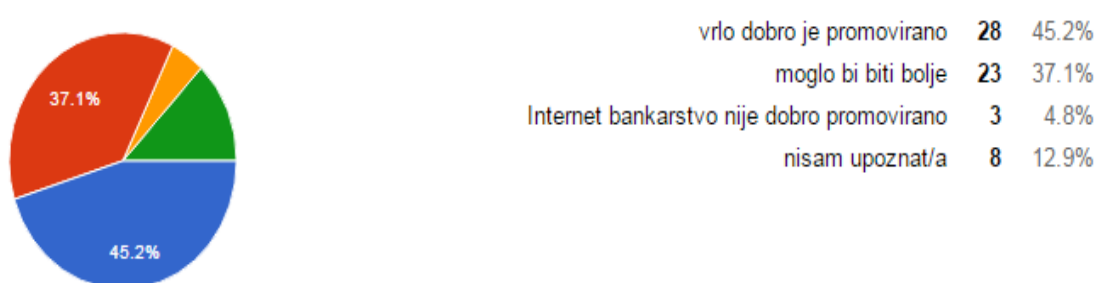 37.1%
45.2%
vrlo dobro je promovirano 28 45.2%
moglo bi biti bolje 23 37.1%
Internet bankarstvo nije dobro promovirano 3 4.8%
nisam upoznat/a 8 12.9%